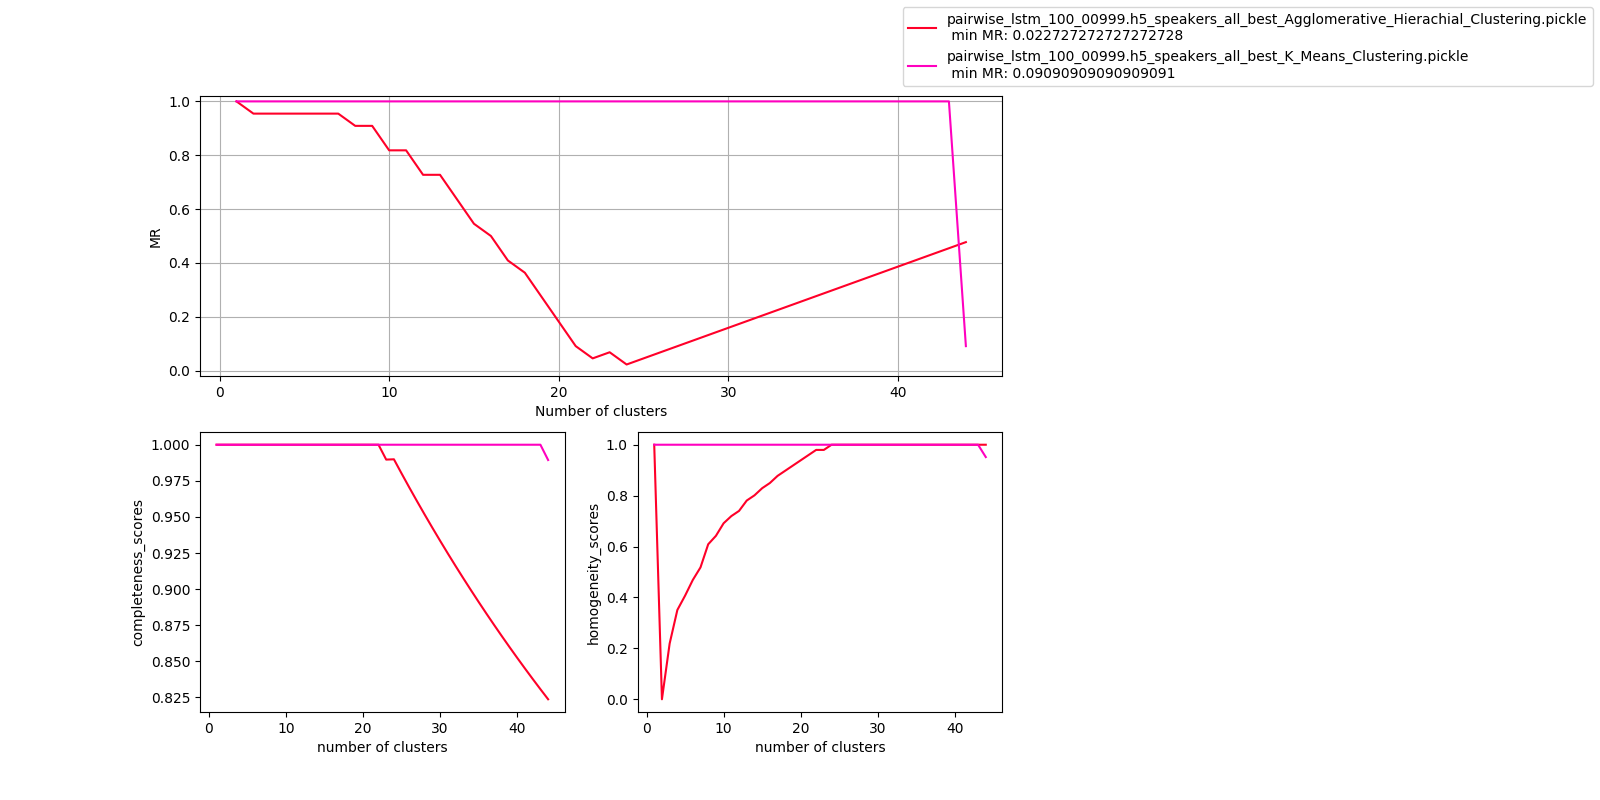 pairwise_lstm_100_00999.h5_speakers_all_best_Agglomerative_Hierachial_Clustering.pickle
min MR: 0.022727272727272728
pairwise_lstm_100_00999.h5_speakers_all_best_K_Means_Clustering.pickle
min MR: 0.09090909090909091
1.0
0.8
0.6
0.4
0.2
0.0
MR
0 10 20 30 40
Number of clusters
1.000
0.975
0.950
0.925
0.900
0.875
0.850
0.825
completeness_scores
0 10 20 30 40
number of clusters
1.0
0.8
0.6
0.4
0.2
0.0
homogeneity_scores
0 10 20 30 40
number of clusters